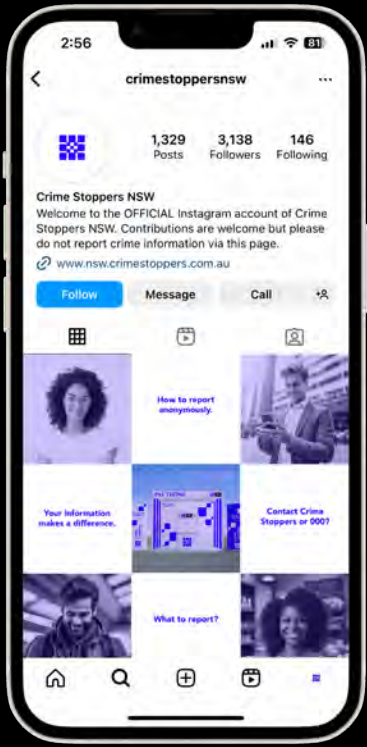 2:56
81
crimestoppersnsw
1,329
3,138
146
Posts
Followers
Following
Crime Stoppers NSW
Welcome to the OFFICIAL Instagram account of Crime
Stoppers NSW. Contributions are welcome but please
do not report crime information via this page.
www.nsw.crimestoppers.com.au
Follow
Message
Call
How to report
anonymously.
Your information
makes a difference.
Contact Crime
Stoppers or 000?
What to report?